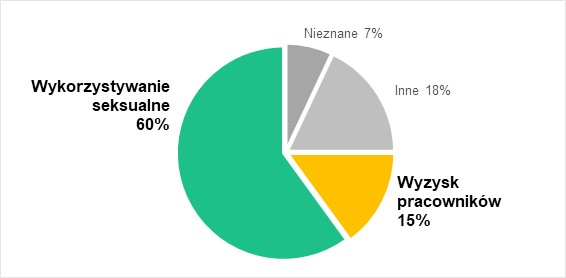 Nieznane 7%
Wykorzystywanie
seksualne
60%
Inne 18%
Wyzysk
pracowników
15%